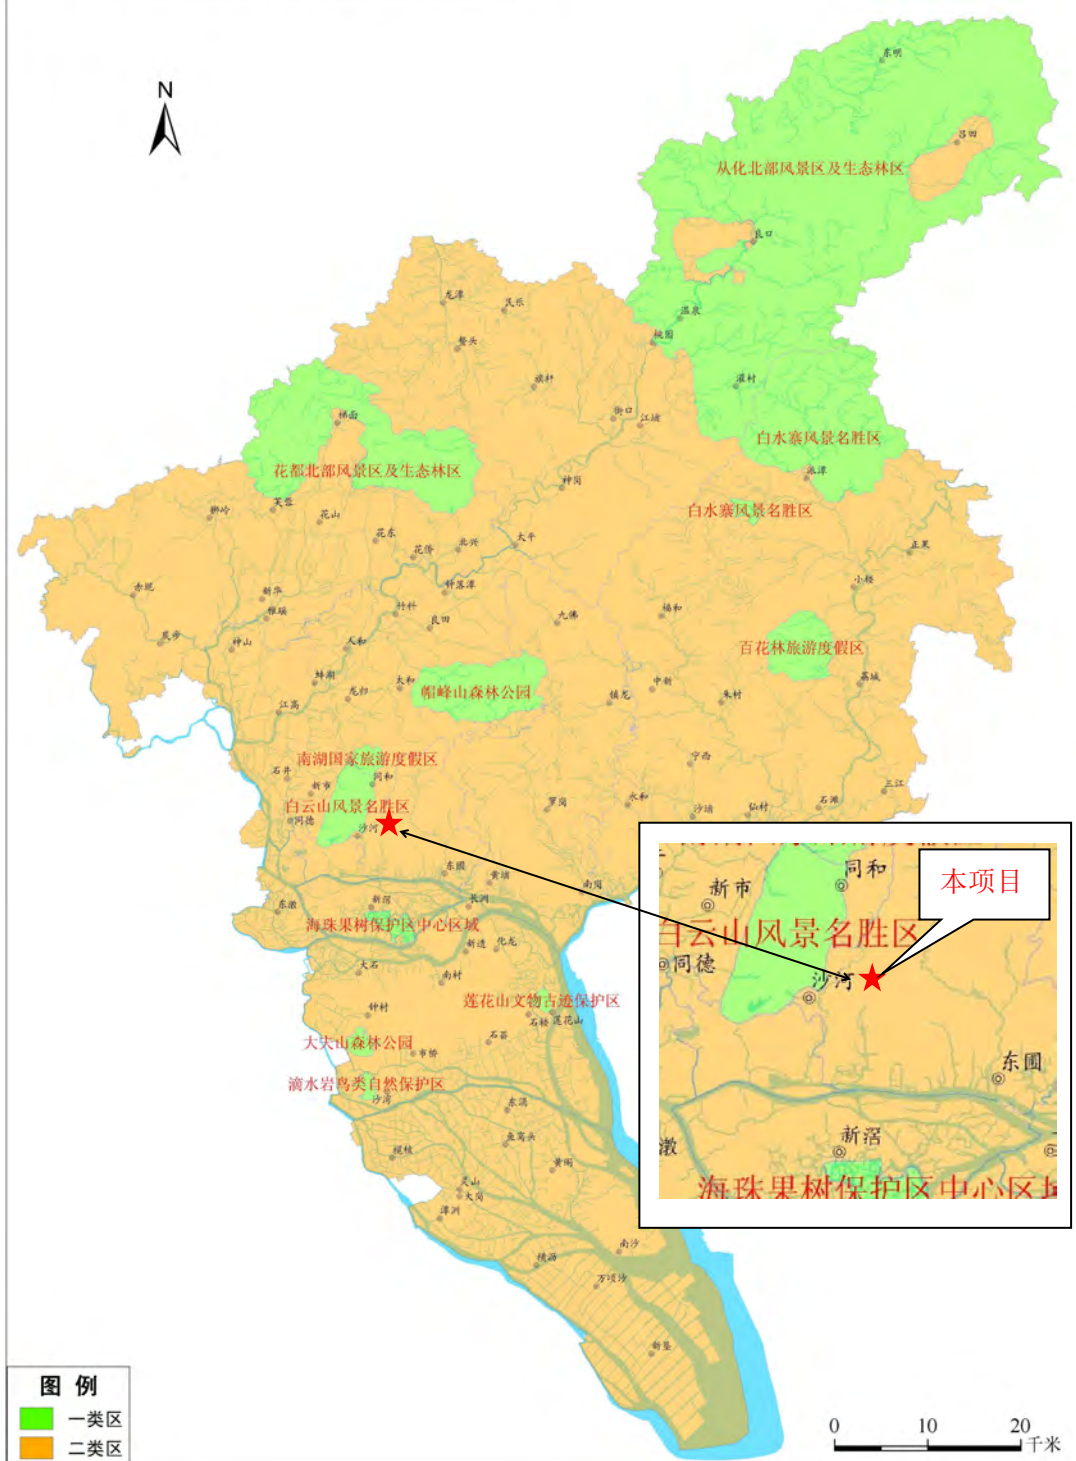 N
东明
吕田
从化北部风景区及生态林区
良口
龙潭
民乐
温泉
鳌头
桃园
旗杆
灌村
街口
江埔
梯面
白水寨风景名胜区
花都北部风景区及生态林区
派潭
神岗
芙蓉
狮岭
花山
白水寨风景名胜区
花东
太平
正果
花侨
北兴
赤坭
新华
钟落潭
小楼
雅瑶
竹料
良田
九佛
福和
炭步
神山
人和
百花林旅游度假区
蚌湖
龙归
太和
帽峰山森林公园
镇龙
中新
朱村
荔城
江高
南湖国家旅游度假区
石井
同和
宁西
新市
白云山风景名胜区
罗岗
永和
沙埔
仙村
石滩
三江
同德
沙河
东圃
黄埔
南岗
东漖
新滘
长洲
海珠果树保护区中心区域
新造
化龙
大石
南村
莲花山文物古迹保护区
钟村
石楼
莲花山
大夫山森林公园
市桥
石碁
滴水岩鸟类自然保护区
沙湾
东涌
鱼窝头
榄核
黄阁
灵山
大岗
潭洲
横沥
南沙
万顷沙
新垦
本项目
同和
新市
白云山风景名胜区
同德
沙河
东圃
漖
新滘
海珠果树保护区中心区域
图 例
一类区
二类区
0 10 20
千米